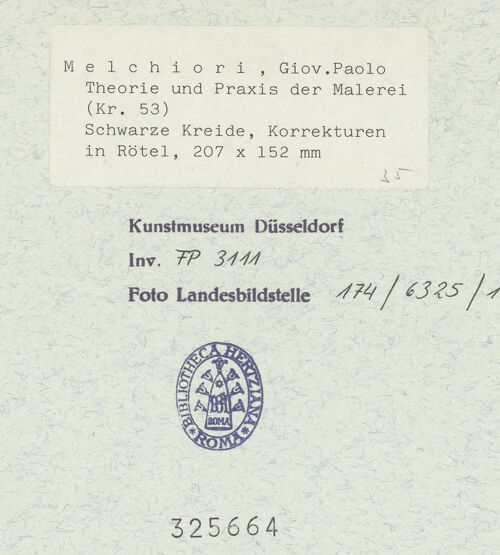 Melchiori, Giov.Paolo
Theorie und Praxis der Malerei
(Kr. 53)
Schwarze Kreide, Korrekturen
in Rötel, 207 x 152 mm
35
Kunstmuseum Düsseldorf
Inv. FP 3111
Foto Landesbildstelle 174/6325/1
BIBLIOTHECA HERTZIANA
ROMA
ROMA
325664